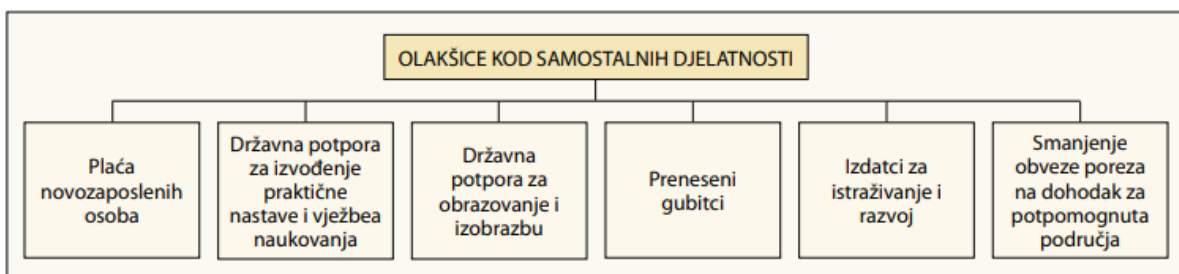 OLAKŠICE KOD SAMOSTALNIH DJELATNOSTI
Plaća
novozaposlenih
osoba
Državna potpora
za izvođenje
praktične
nastave i vježbea
naukovanja
Državna
potpora za
obrazovanje i
izobrazbu
Preneseni
gubitci
Izdatci za
istraživanje i
razvoj
Smanjenje
obveze poreza
na dohodak za
potpomognuta
područja